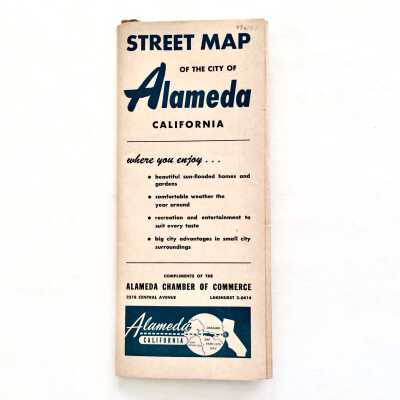 STREET MAP
OF THE CITY OF
Alameda
CALIFORNIA
where you enjoy . . .
• beautiful sun-flooded homes and
gardens
• comfortable weather the
year around
• recreation and entertainment to
suit every taste
• big city advantages in small city
surroundings
COMPLIMENTS OF THE
ALAMEDA CHAMBER OF COMMERCE
2318 CENTRAL AVENUE LAKEHURST 2-0414
Alameda
CALIFORNIA
OAKLAND